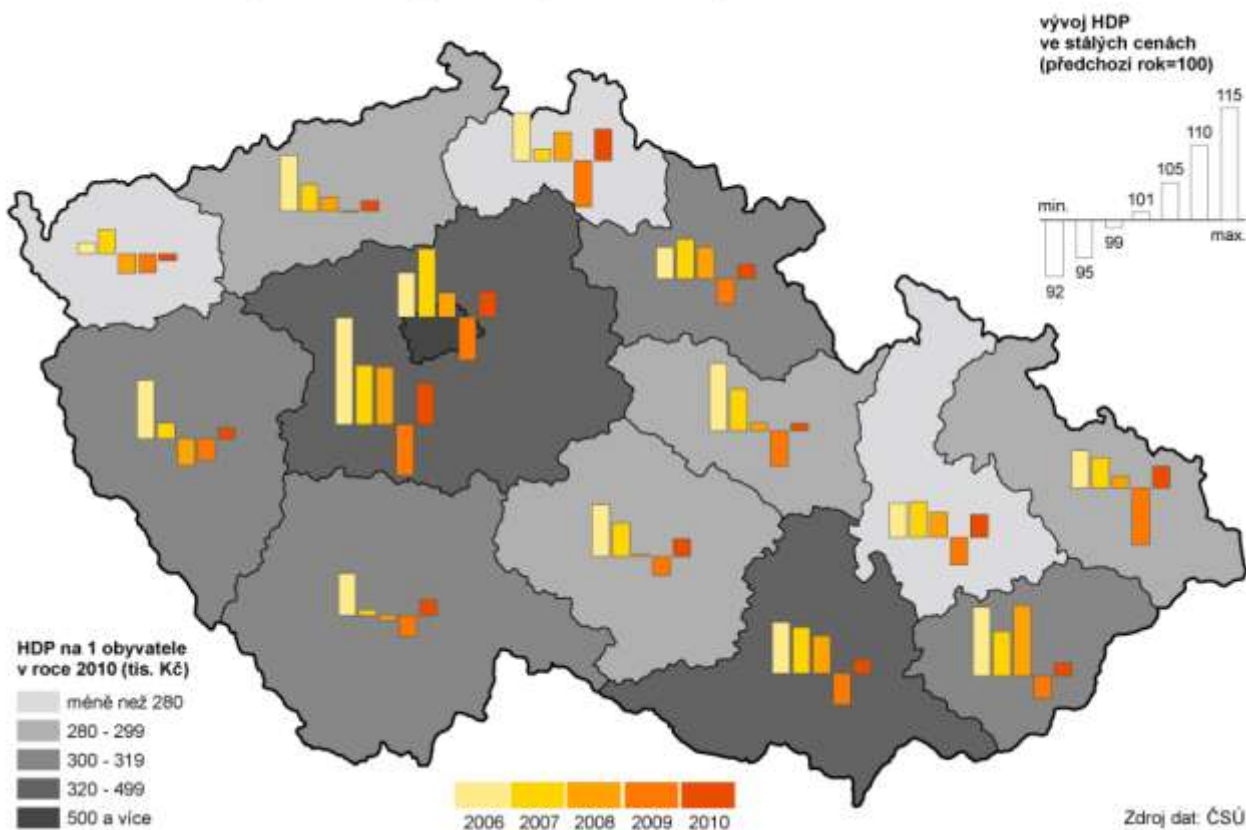 vývoj HDP
ve stálých cenách
(předchozí rok=100)
115
110
105
101
min.
max.
99
95
92
HDP na 1 obyvatele
v roce 2010 (tis. Kč)
méně než 280
280 - 299
300 - 319
320 - 499
500 a více
2006 2007 2008 2009 2010
Zdroj dat: ČSÚ